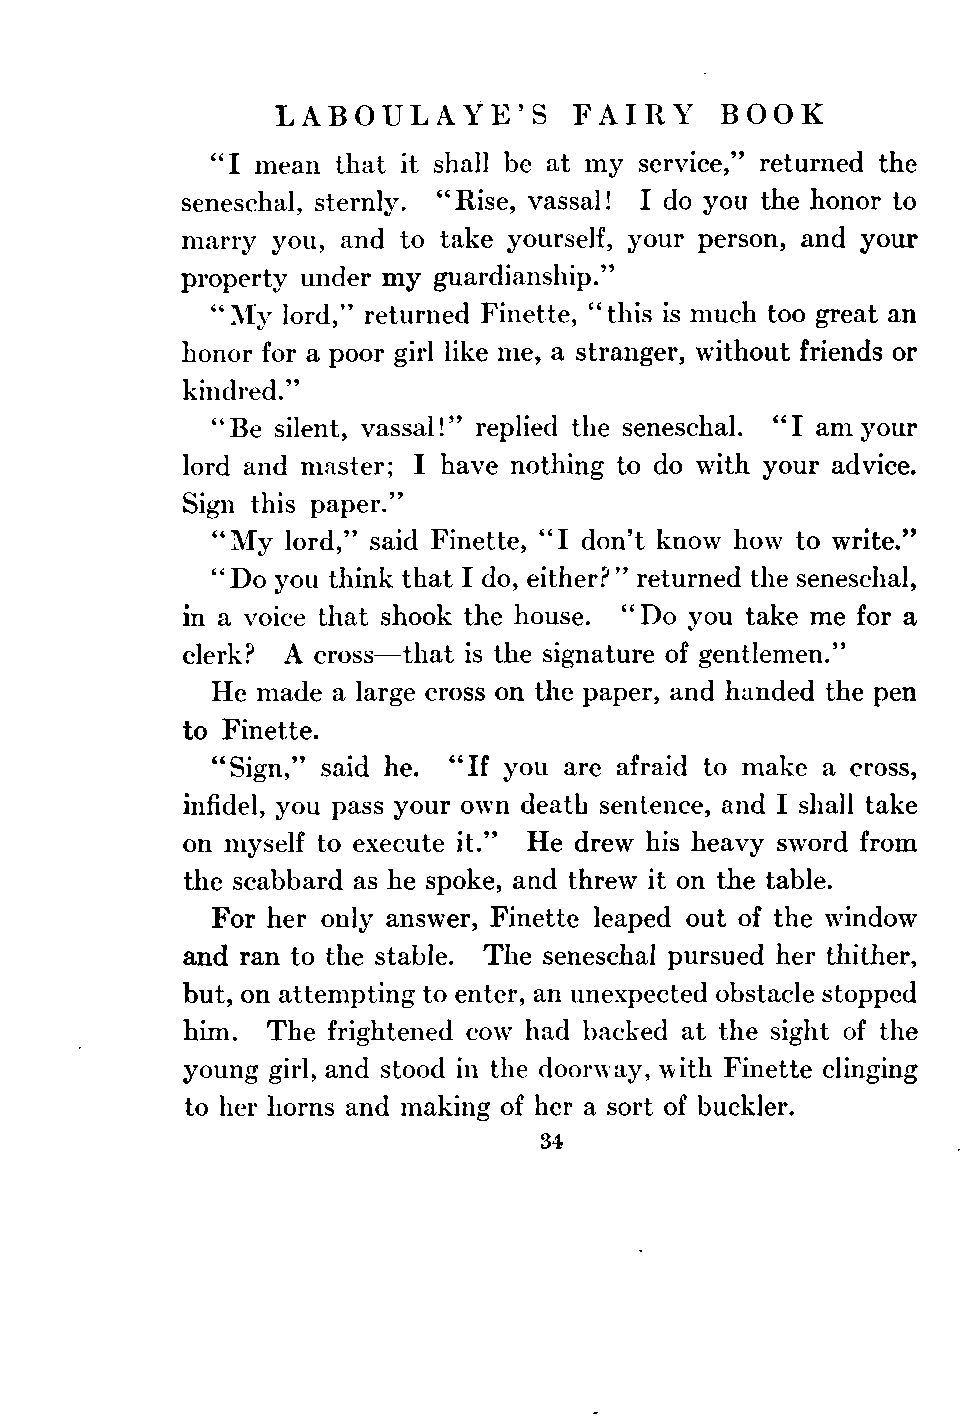 LABOULAYE'S FAIRY BOOK
"I mean that it shall be at my service," returned the
seneschal, sternly. "Rise, vassal! I do you the honor to
marry you, and to take yourself, your person, and your
property under my guardianship."
"My lord," returned Finette, "this is much too great an
honor for a poor girl like me, a stranger, without friends or
kindred."
"Be silent, vassal!" replied the seneschal. "I am your
lord and master; I have nothing to do with your advice.
Sign this paper."
"My lord," said Finette, "I don't know how to write."
"Do you think that I do, either?" returned the seneschal,
in a voice that shook the house. "Do you take me for a
clerk? A cross—that is the signature of gentlemen."
He made a large cross on the paper, and handed the pen
to Finette.
"Sign," said he. "If you are afraid to make a cross,
infidel, you pass your own death sentence, and I shall take
on myself to execute it." He drew his heavy sword from
the scabbard as he spoke, and threw it on the table.
For her only answer, Finette leaped out of the window
and ran to the stable. The seneschal pursued her thither,
but, on attempting to enter, an unexpected obstacle stopped
him. The frightened cow had backed at the sight of the
young girl, and stood in the doorway, with Finette clinging
to her horns and making of her a sort of buckler.
34